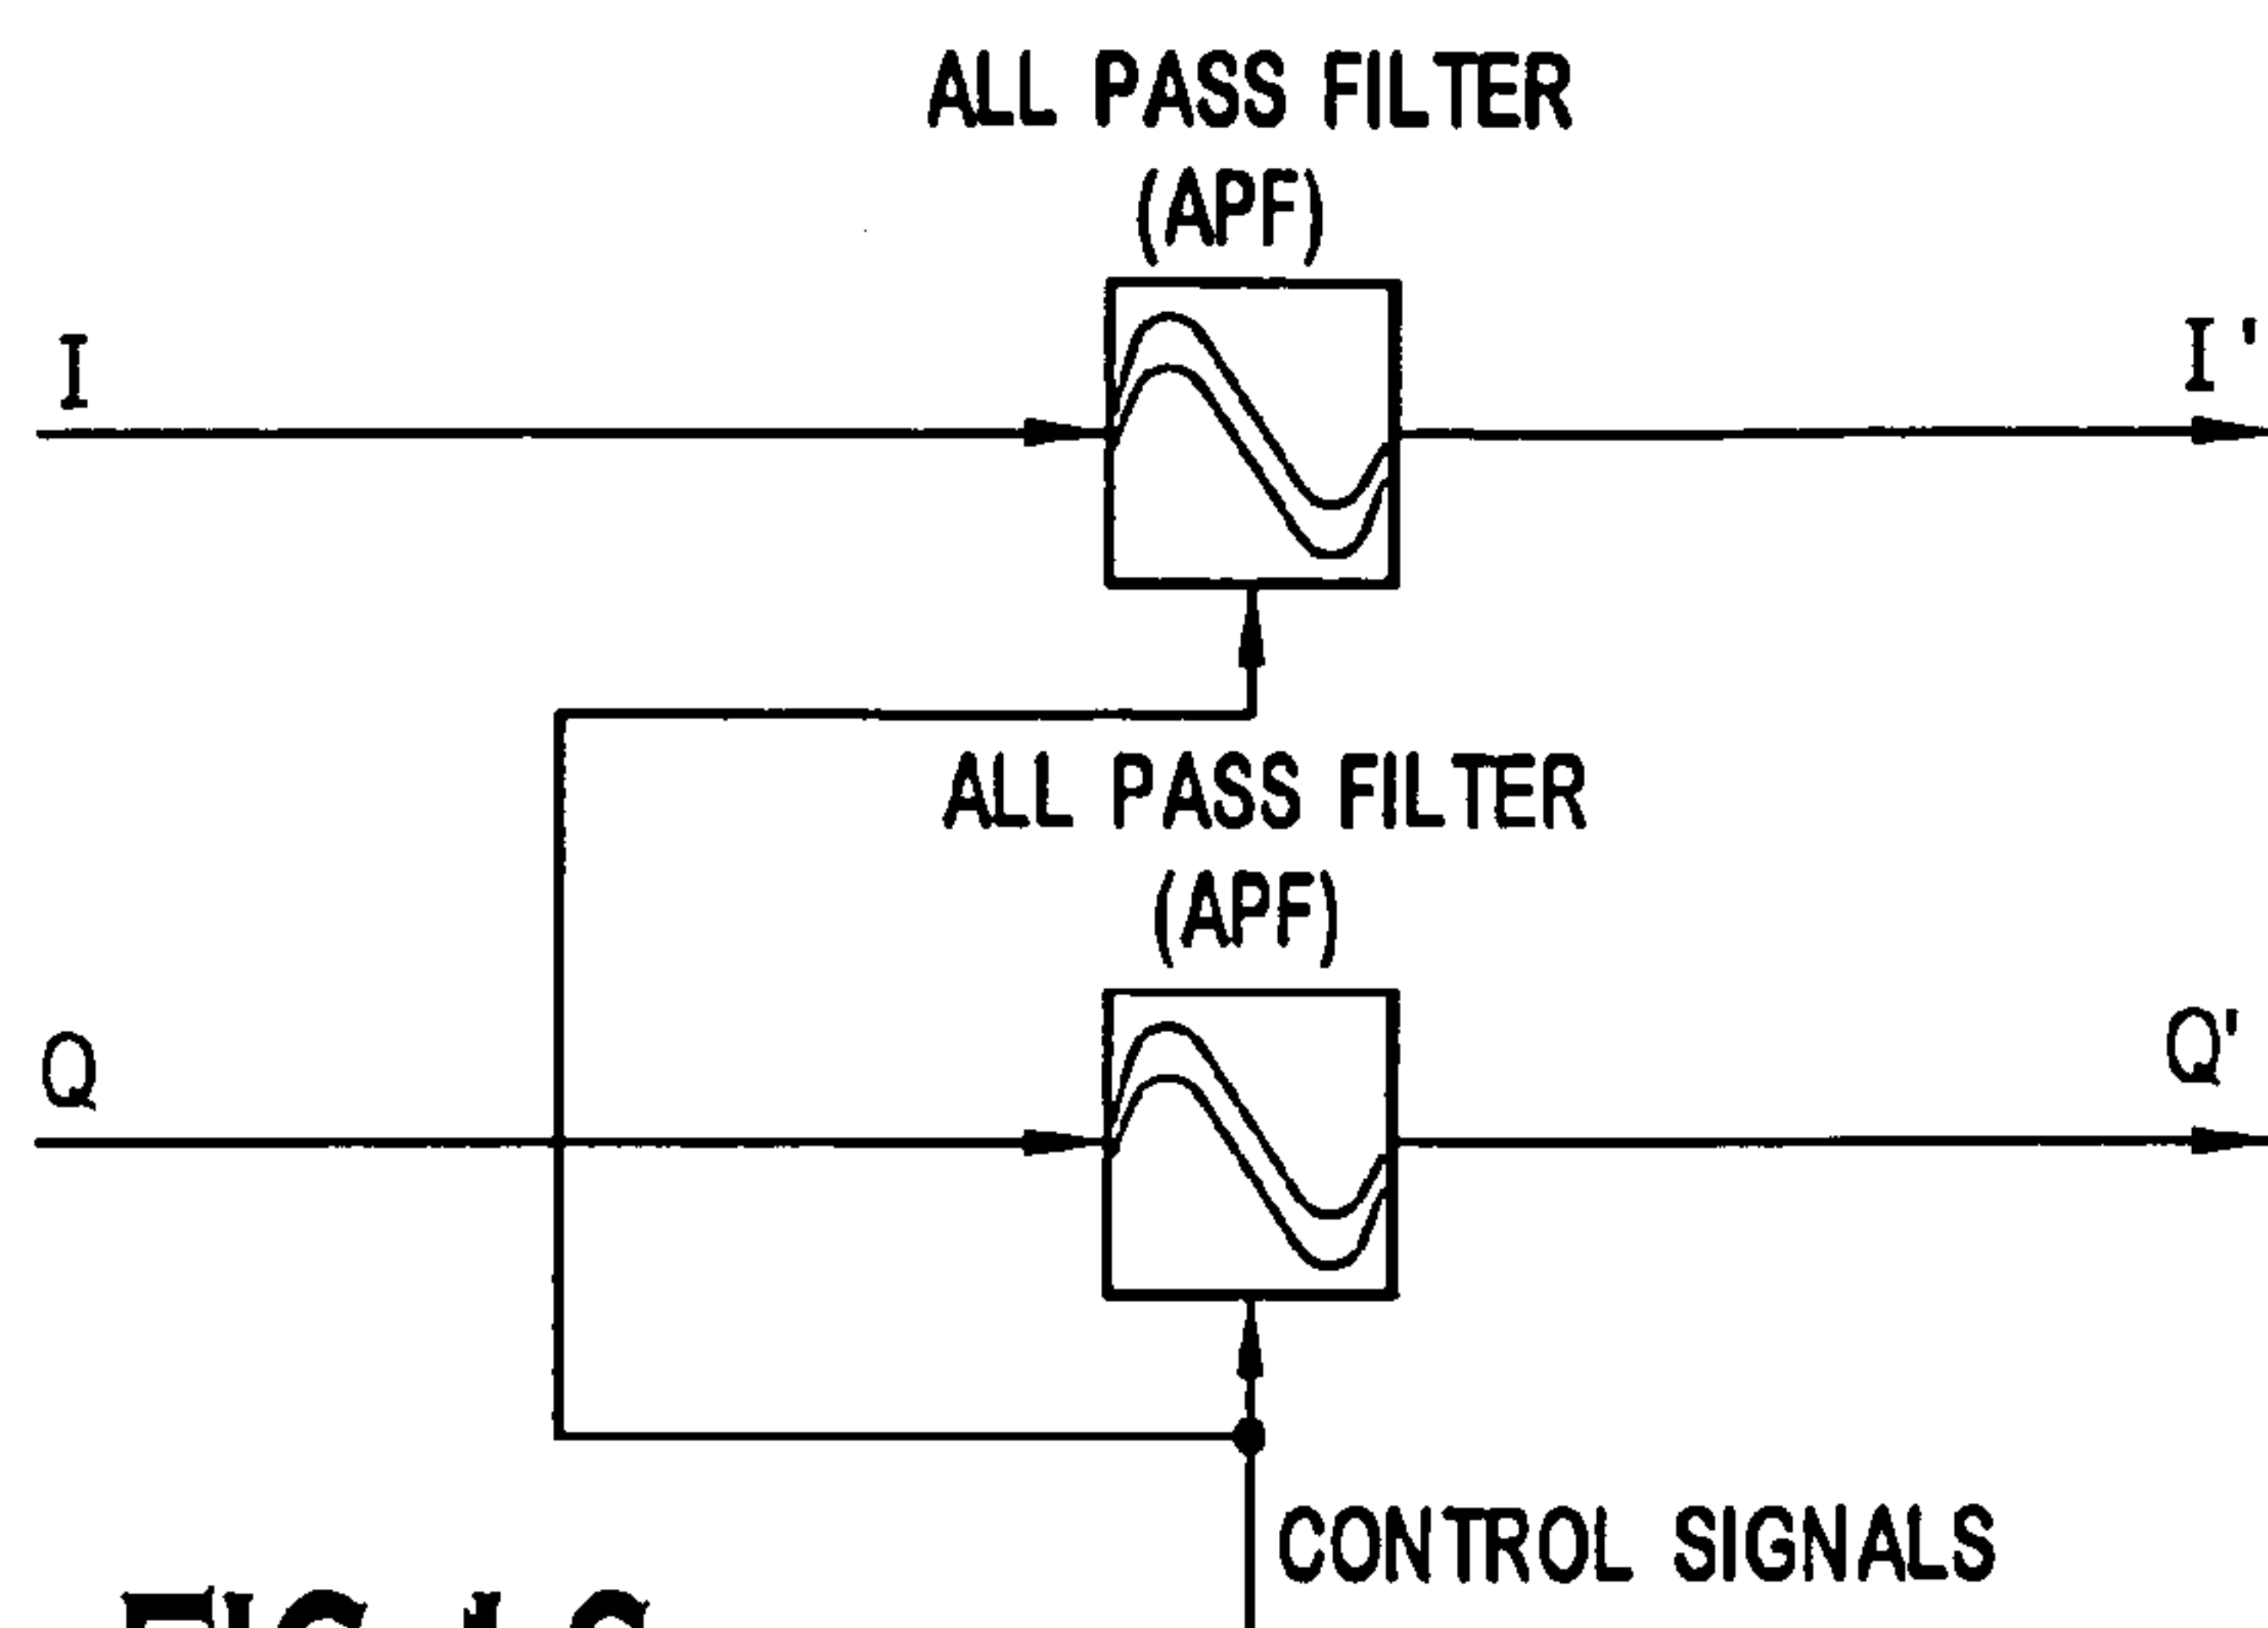 ALL PASS FILTER
(APF)
I
I'
ALL PASS FILTER
(APF)
Q
Q'
CONTROL SIGNALS